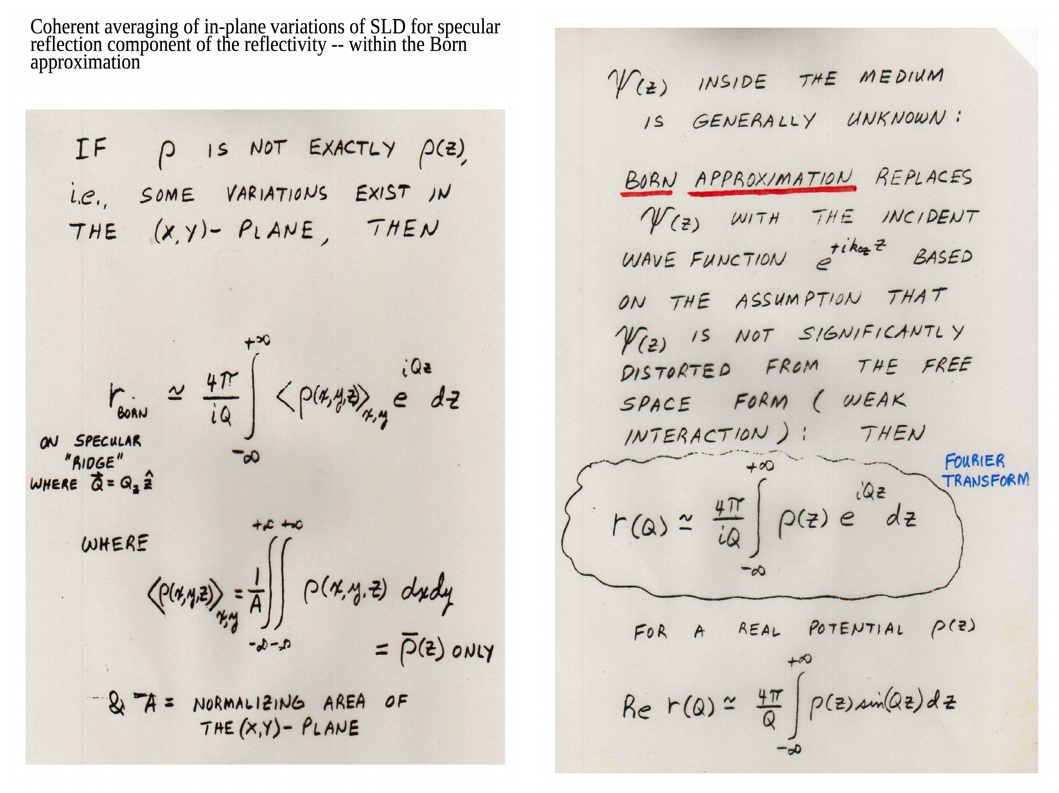 Coherent averaging of in-plane variations of SLD for specular
reflection component of the reflectivity -- within the Born
approximation
IF ρ IS NOT EXACTLY ρ(z),
i.e., SOME VARIATIONS EXIST IN
THE (X,Y)- PLANE, THEN
r_BORN ≃ 4π/iQ ∫_{-∞}^{+∞} <ρ(x,y,z)>_{x,y} e^{iQz} dz
ON SPECULAR
"RIDGE"
WHERE Q⃗ = Q_z ẑ
WHERE
<ρ(x,y,z)>_{x,y} = 1/A ∫_{-∞}^{+∞}∫_{-∞}^{+∞} ρ(x,y,z) dxdy
= ρ̄(z) ONLY
& A = NORMALIZING AREA OF
THE (X,Y)- PLANE
Ψ(z) INSIDE THE MEDIUM
IS GENERALLY UNKNOWN :
BORN APPROXIMATION REPLACES
Ψ(z) WITH THE INCIDENT
WAVE FUNCTION e^{+ik_{oz}z} BASED
ON THE ASSUMPTION THAT
Ψ(z) IS NOT SIGNIFICANTLY
DISTORTED FROM THE FREE
SPACE FORM ( WEAK
INTERACTION ) : THEN
FOURIER
TRANSFORM
r(Q) ≃ 4π/iQ ∫_{-∞}^{+∞} ρ(z) e^{iQz} dz
FOR A REAL POTENTIAL ρ(z)
Re r(Q) ≃ 4π/Q ∫_{-∞}^{+∞} ρ(z) sin(Qz) dz